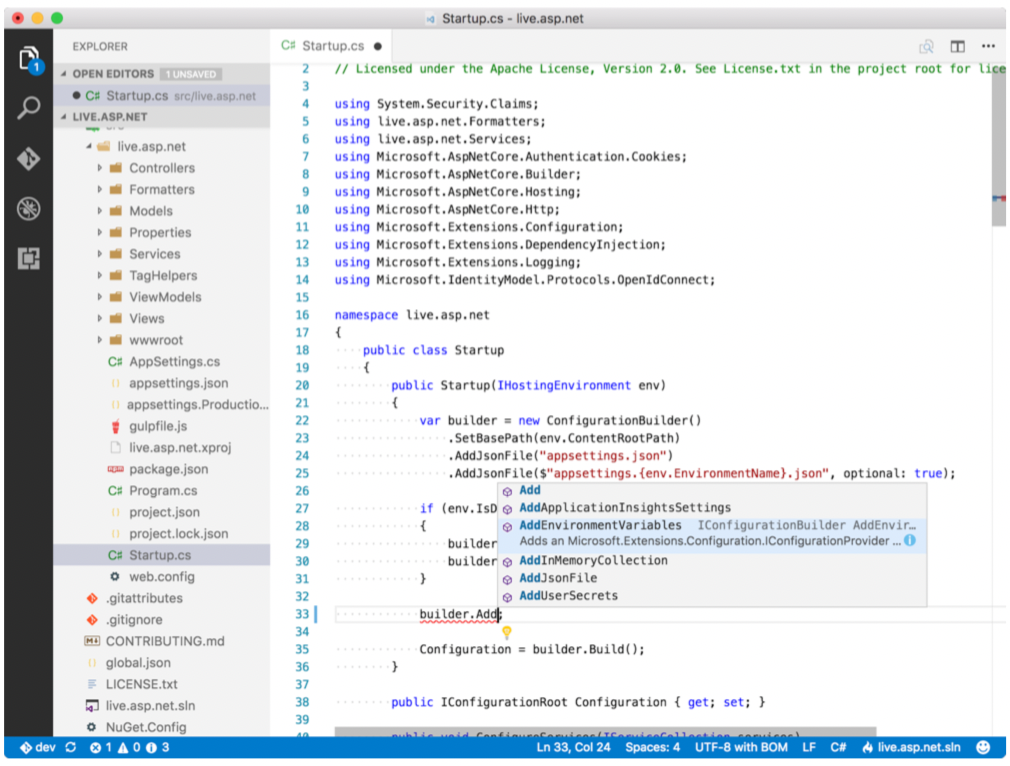 Startup.cs - live.asp.net
EXPLORER
OPEN EDITORS 1 UNSAVED
C# Startup.cs src/live.asp.net
LIVE.ASP.NET
live.asp.net
Controllers
Formatters
Models
Properties
Services
TagHelpers
ViewModels
Views
wwwroot
C# AppSettings.cs
appsettings.json
appsettings.Productio...
gulpfile.js
live.asp.net.xproj
package.json
C# Program.cs
project.json
project.lock.json
C# Startup.cs
web.config
.gitattributes
.gitignore
CONTRIBUTING.md
global.json
LICENSE.txt
live.asp.net.sln
NuGet.Config
1
C# Startup.cs
2 // Licensed under the Apache License, Version 2.0. See License.txt in the project root for lice
3
4 using System.Security.Claims;
5 using live.asp.net.Formatters;
6 using live.asp.net.Services;
7 using Microsoft.AspNetCore.Authentication.Cookies;
8 using Microsoft.AspNetCore.Builder;
9 using Microsoft.AspNetCore.Hosting;
10 using Microsoft.AspNetCore.Http;
11 using Microsoft.Extensions.Configuration;
12 using Microsoft.Extensions.DependencyInjection;
13 using Microsoft.Extensions.Logging;
14 using Microsoft.IdentityModel.Protocols.OpenIdConnect;
15
16 namespace live.asp.net
17 {
18 public class Startup
19 {
20 public Startup(IHostingEnvironment env)
21 {
22 var builder = new ConfigurationBuilder()
23 .SetBasePath(env.ContentRootPath)
24 .AddJsonFile("appsettings.json")
25 .AddJsonFile($"appsettings.{env.EnvironmentName}.json", optional: true);
26
27 if (env.IsD
28 {
29 builder
30 builder
31 }
32
33 builder.Add;
34
35 Configuration = builder.Build();
36 }
37
38 public IConfigurationRoot Configuration { get; set; }
39
40 public void ConfigureServices(IServiceCollection services)
Add
AddApplicationInsightsSettings
AddEnvironmentVariables IConfigurationBuilder AddEnvir...
Adds an Microsoft.Extensions.Configuration.IConfigurationProvider ...
AddInMemoryCollection
AddJsonFile
AddUserSecrets
dev 1 0 3 Ln 33, Col 24 Spaces: 4 UTF-8 with BOM LF C# live.asp.net.sln